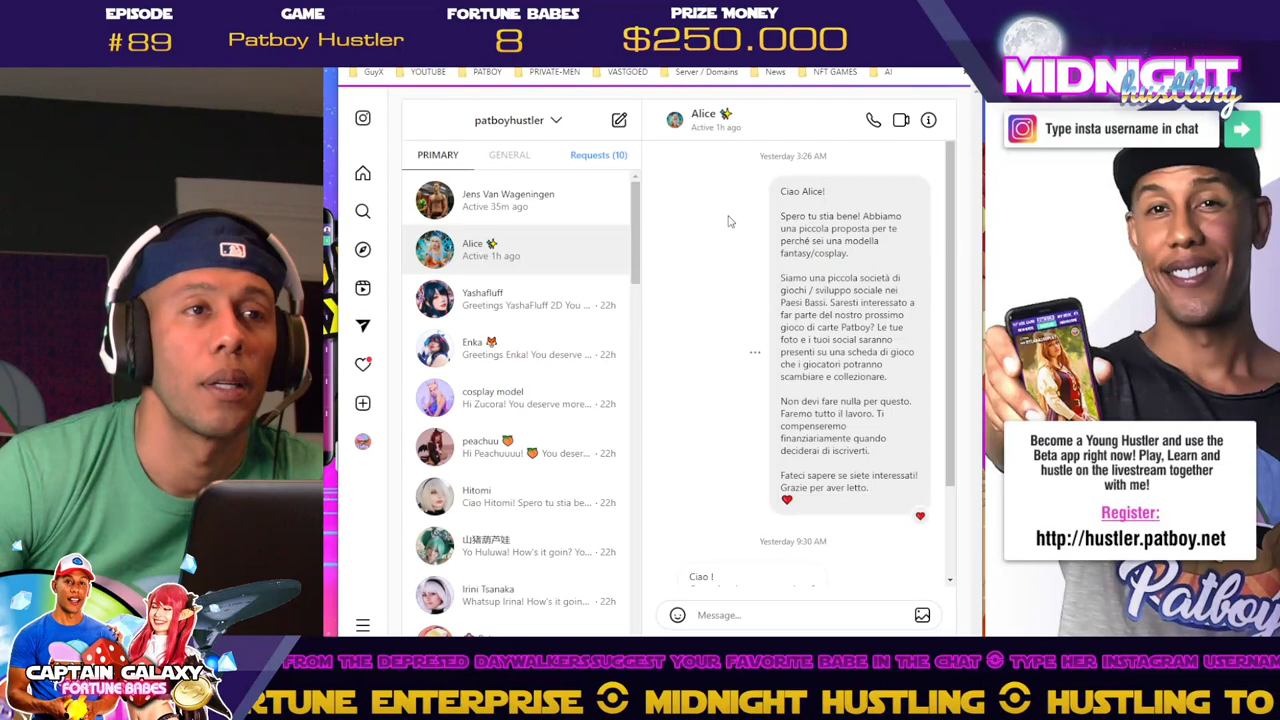 EPISODE
#89
GAME
Patboy Hustler
FORTUNE BABES
8
PRIZE MONEY
$250.000
MIDNIGHT
hustling
GuyX YOUTUBE PATBOY PRIVATE-MEN VASTGOED Server / Domains News NFT GAMES AI
Type insta username in chat
patboyhustler
PRIMARY GENERAL Requests (10)
Jens Van Wageningen
Active 35m ago
Alice ✨
Active 1h ago
Yashafluff
Greetings YashaFluff 2D You ... · 22h
Enka 🦊
Greetings Enka! You deserve ... · 22h
cosplay model
Hi Zucora! You deserve more... · 22h
peachuu 🍑
Hi Peachuuuu! 🍑 You deser... · 22h
Hitomi
Ciao Hitomi! Spero tu stia be... · 22h
山猪葫芦娃
Yo Huluwa! How's it goin? Yo... · 22h
Irini Tsanaka
Whatsup Irina! How's it goin... · 22h
Alice ✨
Active 1h ago
Yesterday 3:26 AM
Ciao Alice!
Spero tu stia bene! Abbiamo
una piccola proposta per te
perché sei una modella
fantasy/cosplay.
Siamo una piccola società di
giochi / sviluppo sociale nei
Paesi Bassi. Saresti interessato a
far parte del nostro prossimo
gioco di carte Patboy? Le tue
foto e i tuoi social saranno
presenti su una scheda di gioco
che i giocatori potranno
scambiare e collezionare.
Non devi fare nulla per questo.
Faremo tutto il lavoro. Ti
compenseremo
finanziariamente quando
deciderai di iscriverti.
Fateci sapere se siete interessati!
Grazie per aver letto.
❤
Yesterday 9:30 AM
Ciao !
Message...
Become a Young Hustler and use the
Beta app right now! Play, Learn and
hustle on the livestream together
with me!
Register:
http://hustler.patboy.net
Patboy
CAPTAIN GALAXY
FORTUNE BABES
FROM THE DEPRESED DAYWALKERS SUGGEST YOUR FAVORITE BABE IN THE CHAT TYPE HER INSTAGRAM USERNA
RTUNE ENTERPRISE MIDNIGHT HUSTLING HUSTLING TO